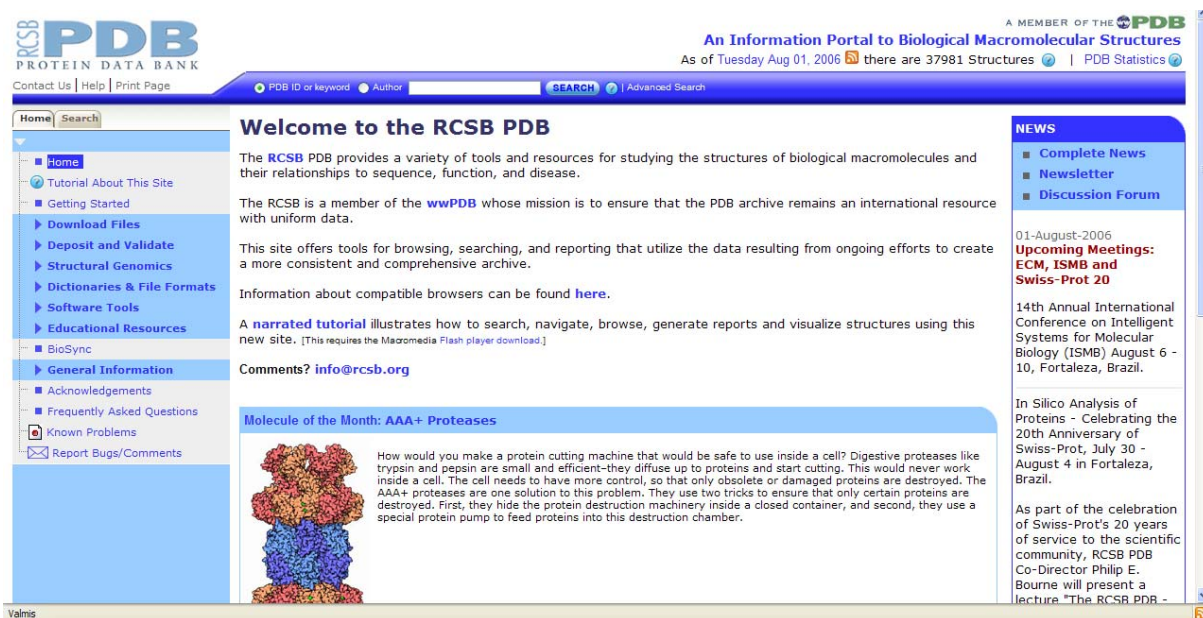 RCSB
PDB
PROTEIN DATA BANK
A MEMBER OF THE PDB
An Information Portal to Biological Macromolecular Structures
As of Tuesday Aug 01, 2006 there are 37981 Structures | PDB Statistics
Contact Us | Help | Print Page
PDB ID or keyword Author SEARCH | Advanced Search
Home Search
Home
Tutorial About This Site
Getting Started
Download Files
Deposit and Validate
Structural Genomics
Dictionaries & File Formats
Software Tools
Educational Resources
BioSync
General Information
Acknowledgements
Frequently Asked Questions
Known Problems
Report Bugs/Comments
Welcome to the RCSB PDB
The RCSB PDB provides a variety of tools and resources for studying the structures of biological macromolecules and
their relationships to sequence, function, and disease.
The RCSB is a member of the wwPDB whose mission is to ensure that the PDB archive remains an international resource
with uniform data.
This site offers tools for browsing, searching, and reporting that utilize the data resulting from ongoing efforts to create
a more consistent and comprehensive archive.
Information about compatible browsers can be found here.
A narrated tutorial illustrates how to search, navigate, browse, generate reports and visualize structures using this
new site. [This requires the Macromedia Flash player download.]
Comments? info@rcsb.org
Molecule of the Month: AAA+ Proteases
How would you make a protein cutting machine that would be safe to use inside a cell? Digestive proteases like
trypsin and pepsin are small and efficient-they diffuse up to proteins and start cutting. This would never work
inside a cell. The cell needs to have more control, so that only obsolete or damaged proteins are destroyed. The
AAA+ proteases are one solution to this problem. They use two tricks to ensure that only certain proteins are
destroyed. First, they hide the protein destruction machinery inside a closed container, and second, they use a
special protein pump to feed proteins into this destruction chamber.
NEWS
Complete News
Newsletter
Discussion Forum
01-August-2006
Upcoming Meetings:
ECM, ISMB and
Swiss-Prot 20
14th Annual International
Conference on Intelligent
Systems for Molecular
Biology (ISMB) August 6 -
10, Fortaleza, Brazil.
In Silico Analysis of
Proteins - Celebrating the
20th Anniversary of
Swiss-Prot, July 30 -
August 4 in Fortaleza,
Brazil.
As part of the celebration
of Swiss-Prot's 20 years
of service to the scientific
community, RCSB PDB
Co-Director Philip E.
Bourne will present a
lecture "The RCSB PDB -
Valmis